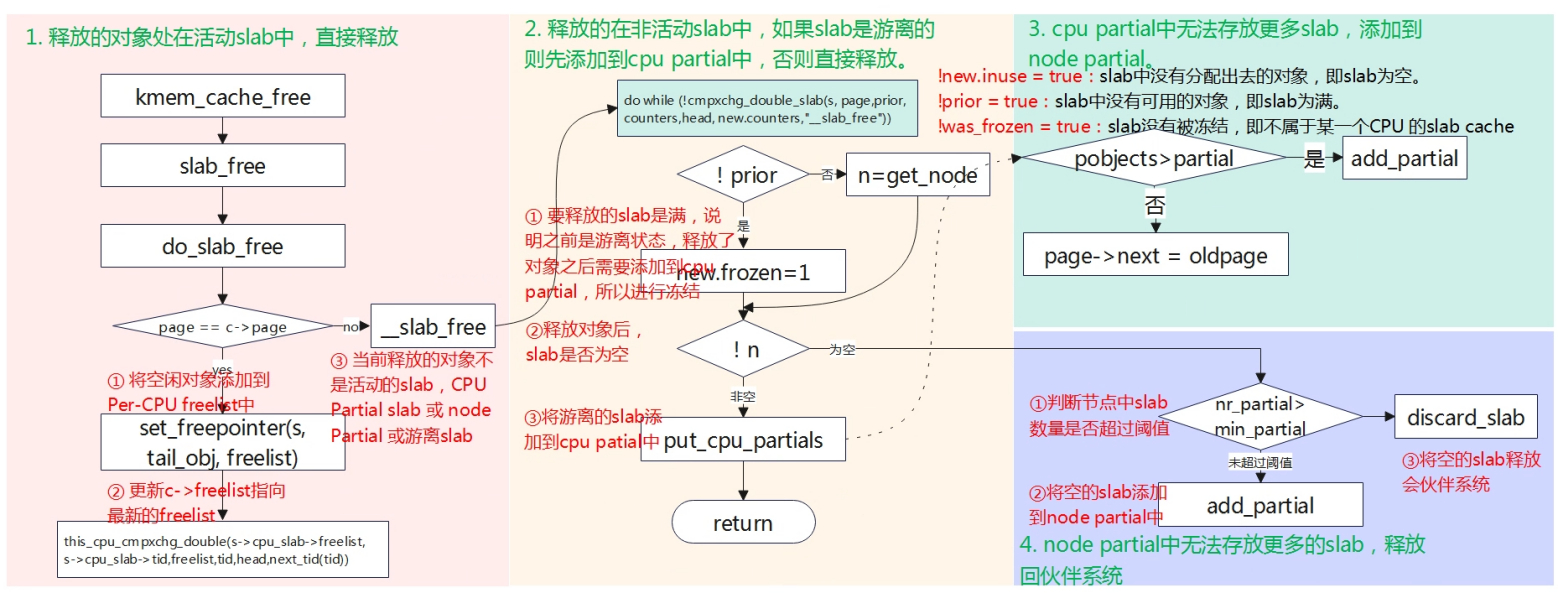 1. 释放的对象处在活动slab中，直接释放
kmem_cache_free
slab_free
do_slab_free
page == c->page
no
__slab_free
yes
① 将空闲对象添加到
Per-CPU freelist中
③ 当前释放的对象不
是活动的slab，CPU
Partial slab 或 node
Partial 或游离slab
set_freepointer(s,
tail_obj, freelist)
② 更新c->freelist指向
最新的freelist
this_cpu_cmpxchg_double(s->cpu_slab->freelist,
s->cpu_slab->tid,freelist,tid,head,next_tid(tid))
2. 释放的在非活动slab中，如果slab是游离的
则先添加到cpu partial中，否则直接释放。
do while (!cmpxchg_double_slab(s, page,prior,
counters,head, new.counters,"__slab_free"))
! prior
否
n=get_node
是
① 要释放的slab是满，说
明之前是游离状态，释放了
对象之后需要添加到cpu
partial，所以进行冻结
new.frozen=1
②释放对象后，
slab是否为空
! n
为空
非空
③将游离的slab添
加到cpu patial中
put_cpu_partials
return
3. cpu partial中无法存放更多slab，添加到
node partial。
!new.inuse = true：slab中没有分配出去的对象，即slab为空。
!prior = true：slab中没有可用的对象，即slab为满。
!was_frozen = true：slab没有被冻结，即不属于某一个CPU 的slab cache
pobjects>partial
是
add_partial
否
page->next = oldpage
①判断节点中slab
数量是否超过阈值
nr_partial>
min_partial
discard_slab
未超过阈值
③将空的slab释放
会伙伴系统
②将空的slab添加
到node partial中
add_partial
4. node partial中无法存放更多的slab，释放
回伙伴系统